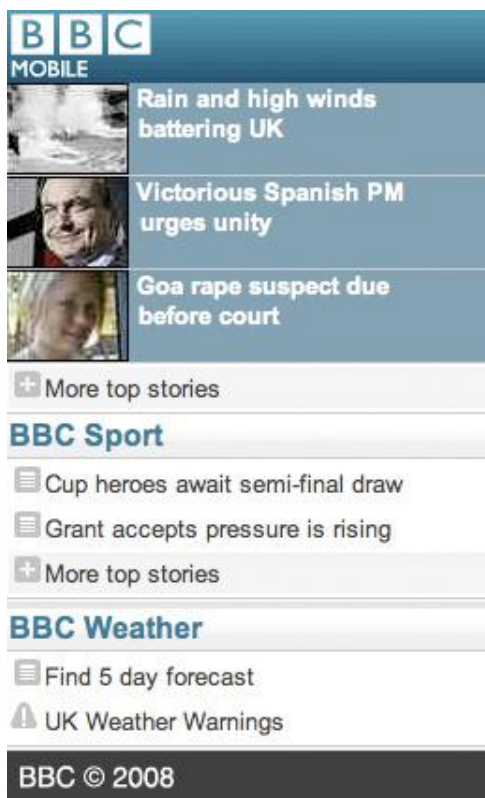 BBC
MOBILE
Rain and high winds
battering UK
Victorious Spanish PM
urges unity
Goa rape suspect due
before court
More top stories
BBC Sport
Cup heroes await semi-final draw
Grant accepts pressure is rising
More top stories
BBC Weather
Find 5 day forecast
UK Weather Warnings
BBC © 2008